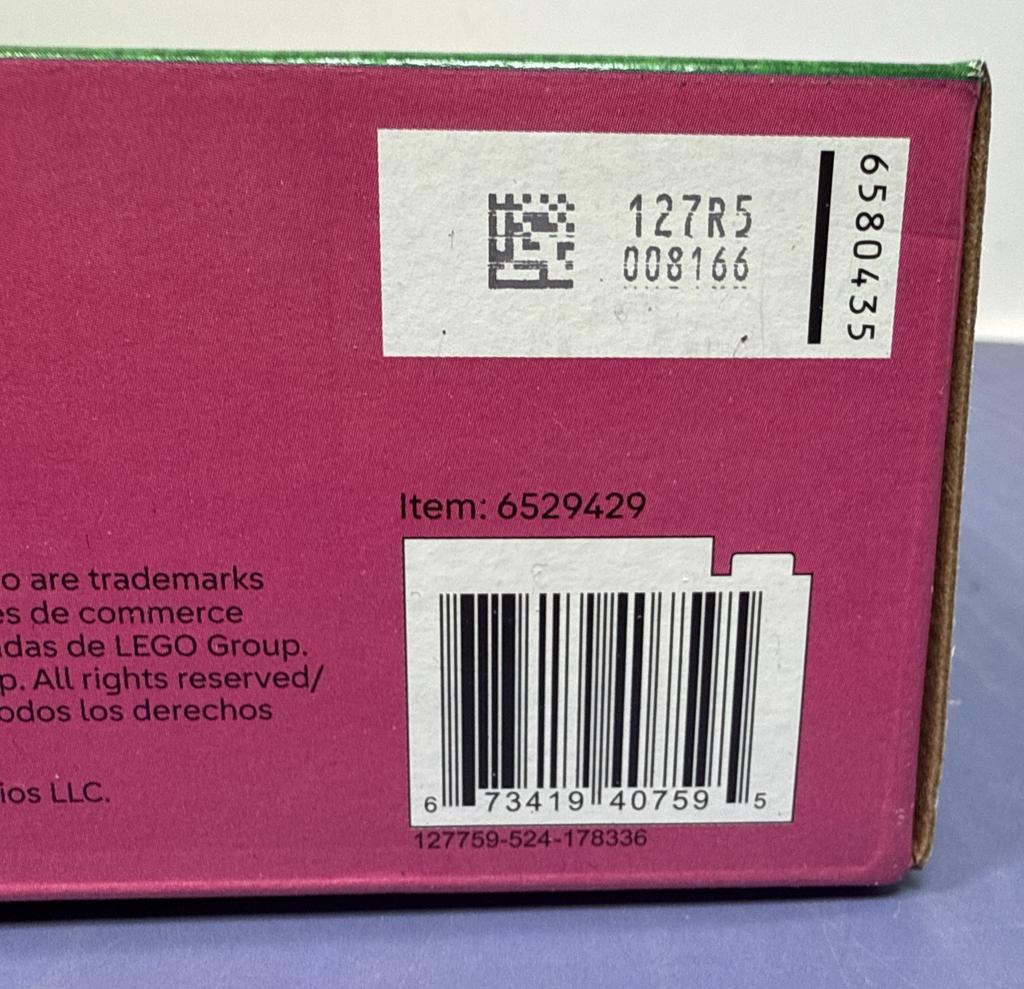 127R5
008166
6580435
Item: 6529429
o are trademarks
es de commerce
das de LEGO Group.
p. All rights reserved/
odos los derechos
ios LLC.
6 73419 40759 5
127759-524-178336